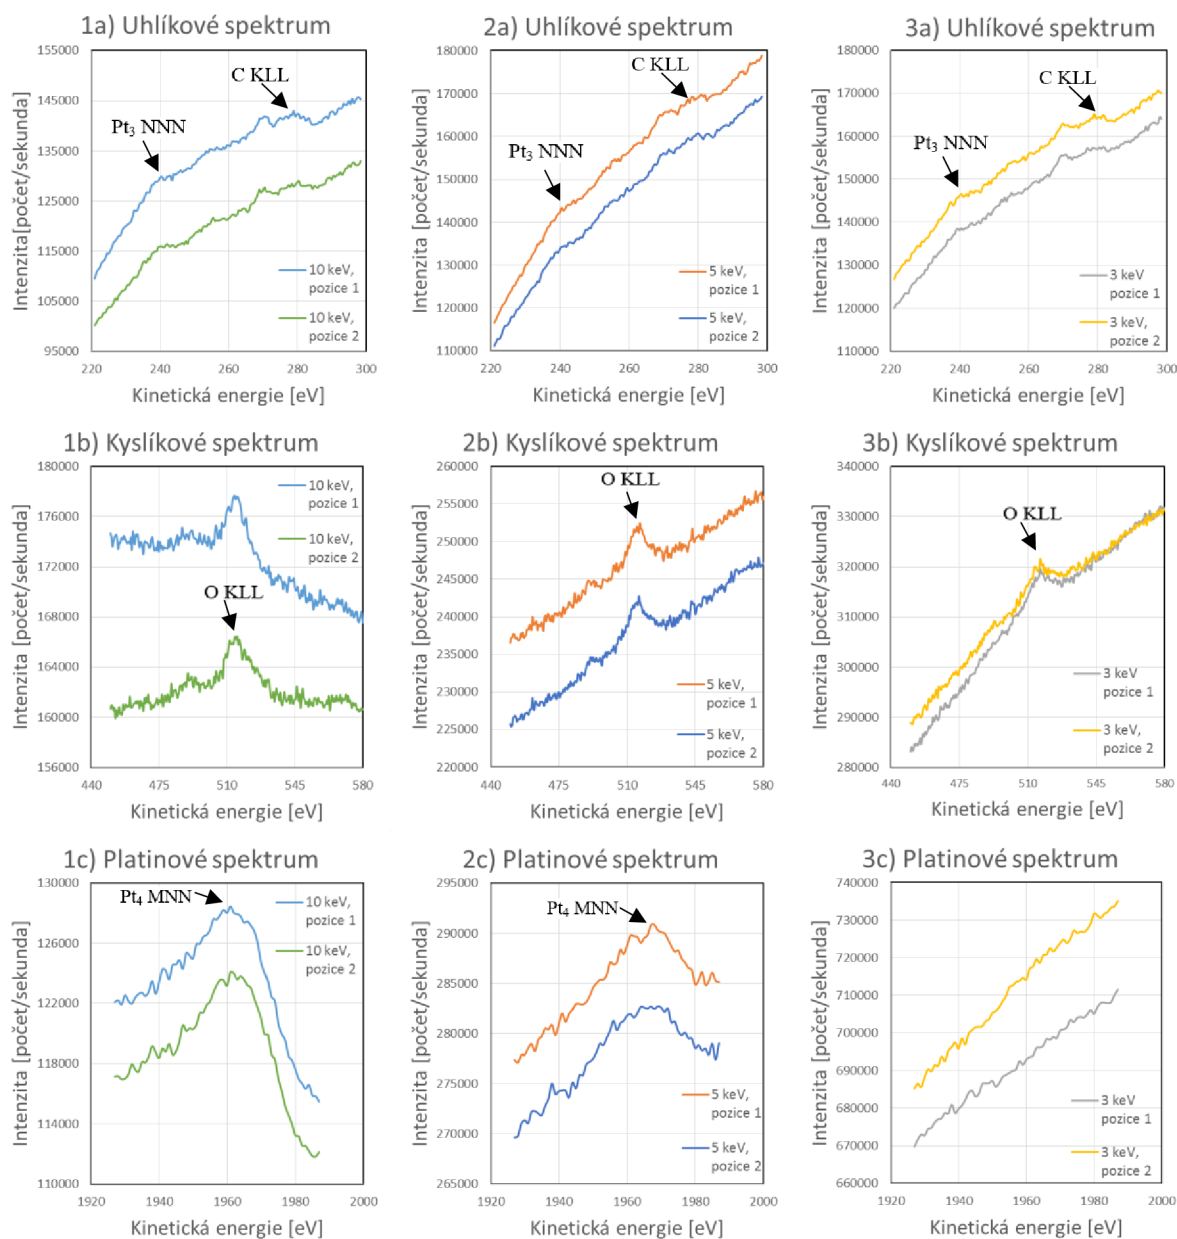 1a) Uhlíkové spektrum
155000
145000
135000
125000
115000
105000
95000
220
240
260
280
300
Intenzita[počet/sekunda]
Kinetická energie [eV]
C KLL
Pt₃ NNN
10 keV,
pozice 1
10 keV,
pozice 2
2a) Uhlíkové spektrum
180000
170000
160000
150000
140000
130000
120000
110000
220
240
260
280
300
Intenzita [počet/sekunda]
Kinetická energie [eV]
C KLL
Pt₃ NNN
5 keV,
pozice 1
5 keV,
pozice 2
3a) Uhlíkové spektrum
180000
170000
160000
150000
140000
130000
120000
110000
220
240
260
280
300
Intenzita [počet/sekunda]
Kinetická energie [eV]
C KLL
Pt₃ NNN
3 keV
pozice 1
3 keV,
pozice 2
1b) Kyslíkové spektrum
180000
176000
172000
168000
164000
160000
156000
440
475
510
545
580
Intenzita [počet/sekunda]
Kinetická energie [eV]
O KLL
10 keV,
pozice 1
10 keV,
pozice 2
2b) Kyslíkové spektrum
260000
255000
250000
245000
240000
235000
230000
225000
220000
440
475
510
545
580
Intenzita [počet/sekunda]
Kinetická energie [eV]
O KLL
5 keV,
pozice 1
5 keV,
pozice 2
3b) Kyslíkové spektrum
340000
330000
320000
310000
300000
290000
280000
440
475
510
545
580
Intenzita [počet/sekunda]
Kinetická energie [eV]
O KLL
3 keV
pozice 1
3 keV,
pozice 2
1c) Platinové spektrum
130000
126000
122000
118000
114000
110000
1920
1940
1960
1980
2000
Intenzita [počet/sekunda]
Kinetická energie [eV]
Pt₄ MNN
10 keV,
pozice 1
10 keV,
pozice 2
2c) Platinové spektrum
295000
290000
285000
280000
275000
270000
265000
1920
1940
1960
1980
2000
Intenzita [počet/sekunda]
Kinetická energie [eV]
Pt₄ MNN
5 keV,
pozice 1
5 keV,
pozice 2
3c) Platinové spektrum
740000
730000
720000
710000
700000
690000
680000
670000
660000
1920
1940
1960
1980
2000
Intenzita [počet/sekunda]
Kinetická energie [eV]
3 keV
pozice 1
3 keV,
pozice 2